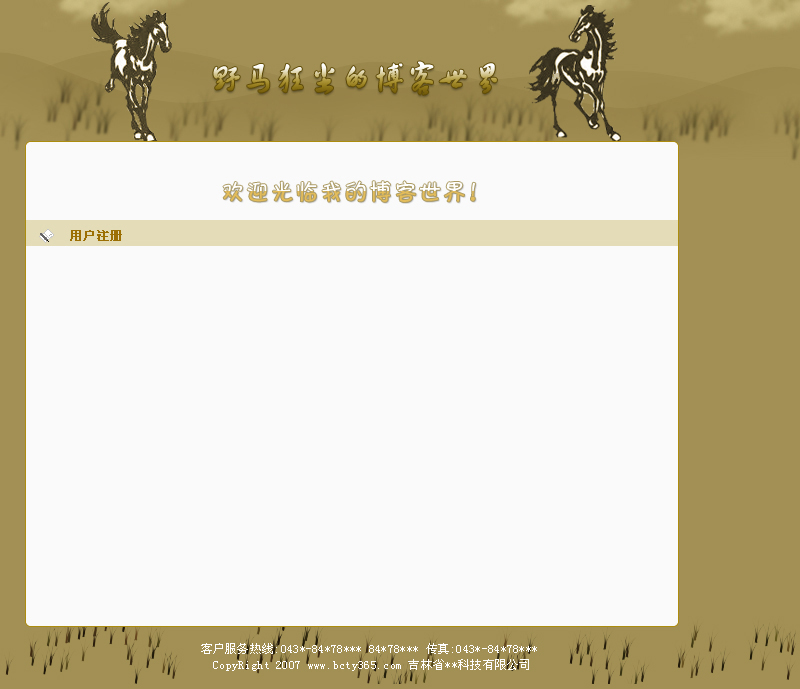 野马狂尘的博客世界
欢迎光临我的博客世界！
用户注册
客户服务热线:043*-84*78*** 84*78*** 传真:043*-84*78***
CopyRight 2007 www.bcty365.com 吉林省**科技有限公司